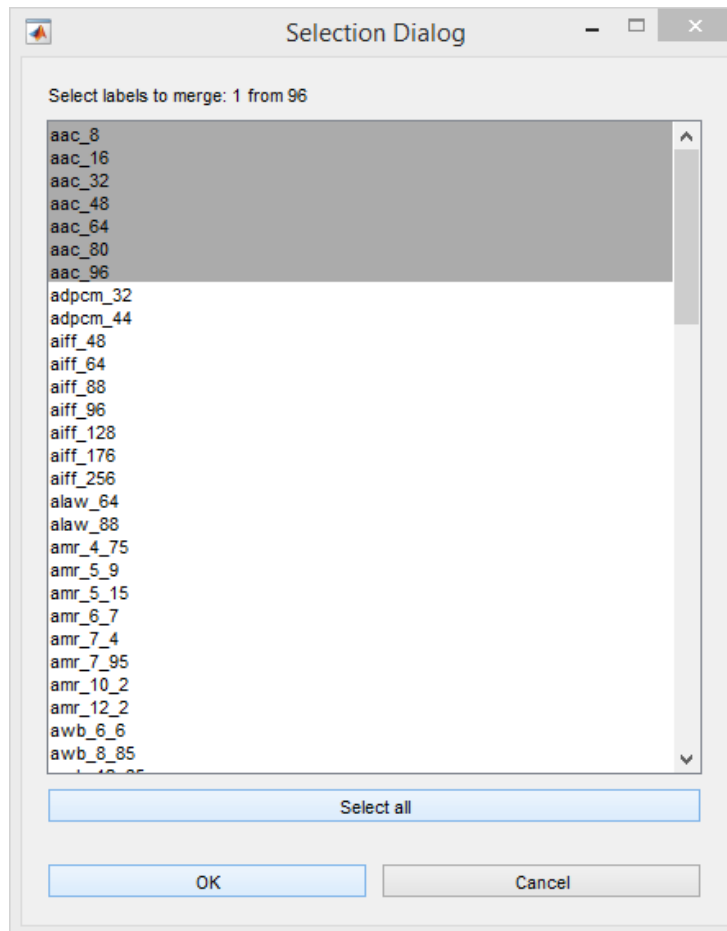 Selection Dialog
Select labels to merge: 1 from 96
aac_8
aac_16
aac_32
aac_48
aac_64
aac_80
aac_96
adpcm_32
adpcm_44
aiff_48
aiff_64
aiff_88
aiff_96
aiff_128
aiff_176
aiff_256
alaw_64
alaw_88
amr_4_75
amr_5_9
amr_5_15
amr_6_7
amr_7_4
amr_7_95
amr_10_2
amr_12_2
awb_6_6
awb_8_85
Select all
OK Cancel